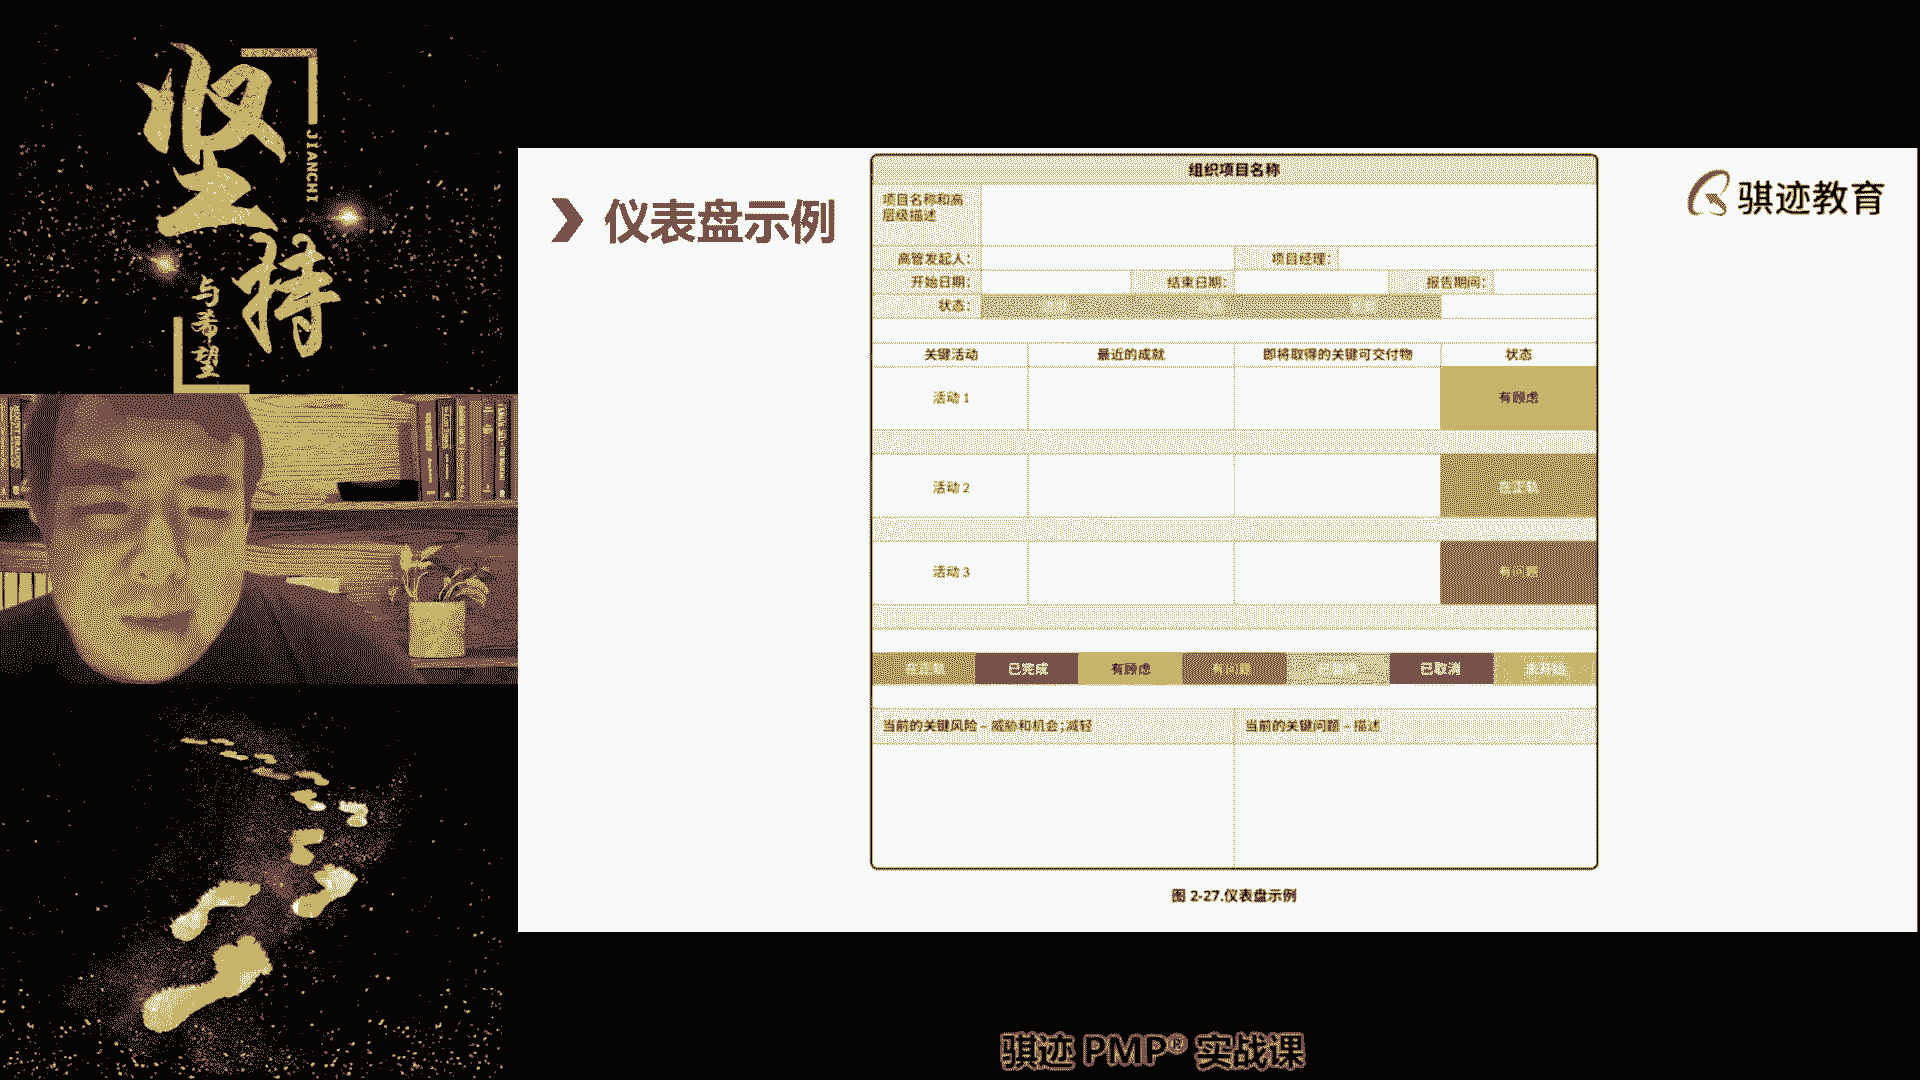 坚持
JIANCHI
与希望
仪表盘示例
骐迹教育
组织项目名称
项目名称和高
层级描述
高管发起人:
项目经理:
开始日期:
结束日期:
报告期间:
状态:
关键活动
最近的成就
即将取得的关键可交付物
状态
活动 1
有顾虑
活动 2
在正轨
活动 3
有问题
在正轨
已完成
有顾虑
有问题
已取消
未开始
当前的关键风险 – 威胁和机会;减轻
当前的关键问题 – 描述
图 2-27.仪表盘示例
骐迹 PMP® 实战课